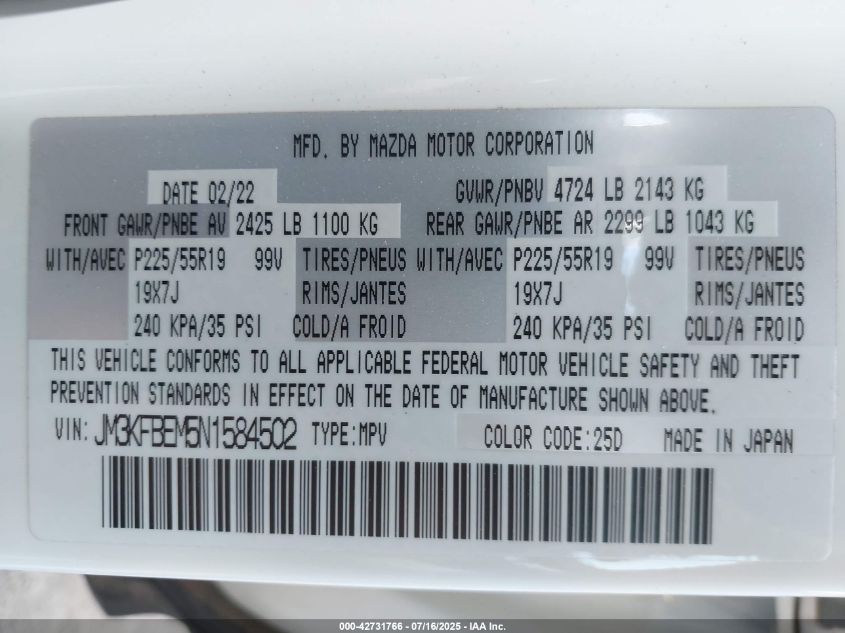 MFD. BY MAZDA MOTOR CORPORATION
DATE 02/22 GVWR/PNBV 4724 LB 2143 KG
FRONT GAWR/PNBE AV 2425 LB 1100 KG REAR GAWR/PNBE AR 2299 LB 1043 KG
WITH/AVEC P225/55R19 99V TIRES/PNEUS WITH/AVEC P225/55R19 99V TIRES/PNEUS
19X7J RIMS/JANTES 19X7J RIMS/JANTES
240 KPA/35 PSI COLD/A FROID 240 KPA/35 PSI COLD/A FROID
THIS VEHICLE CONFORMS TO ALL APPLICABLE FEDERAL MOTOR VEHICLE SAFETY AND THEFT
PREVENTION STANDARDS IN EFFECT ON THE DATE OF MANUFACTURE SHOWN ABOVE.
VIN: JM3KFBEM5N1584502 TYPE:MPV COLOR CODE:25D MADE IN JAPAN
000-42731766 - 07/16/2025 - IAA Inc.